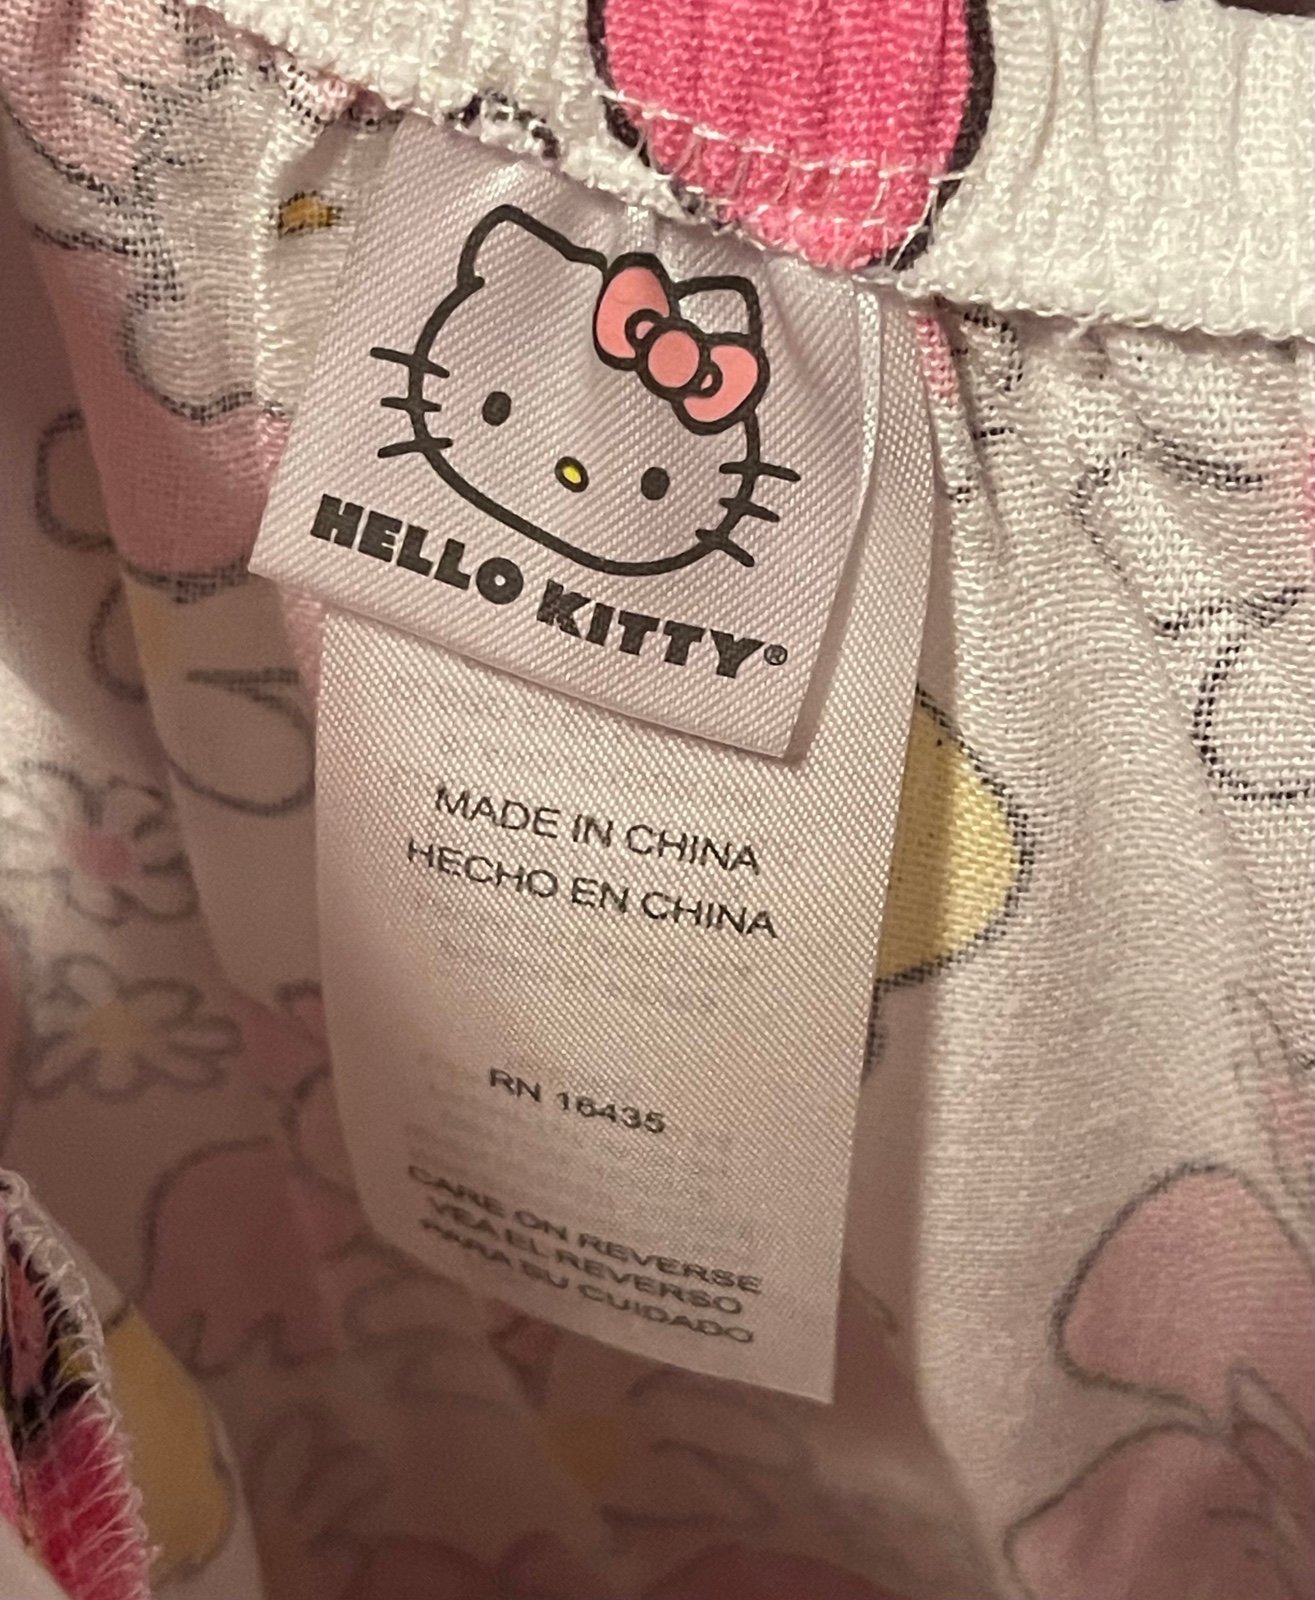 HELLO KITTY®
MADE IN CHINA
HECHO EN CHINA
RN 16435
CARE ON REVERSE
VEA EL REVERSO
PARA SU CUIDADO